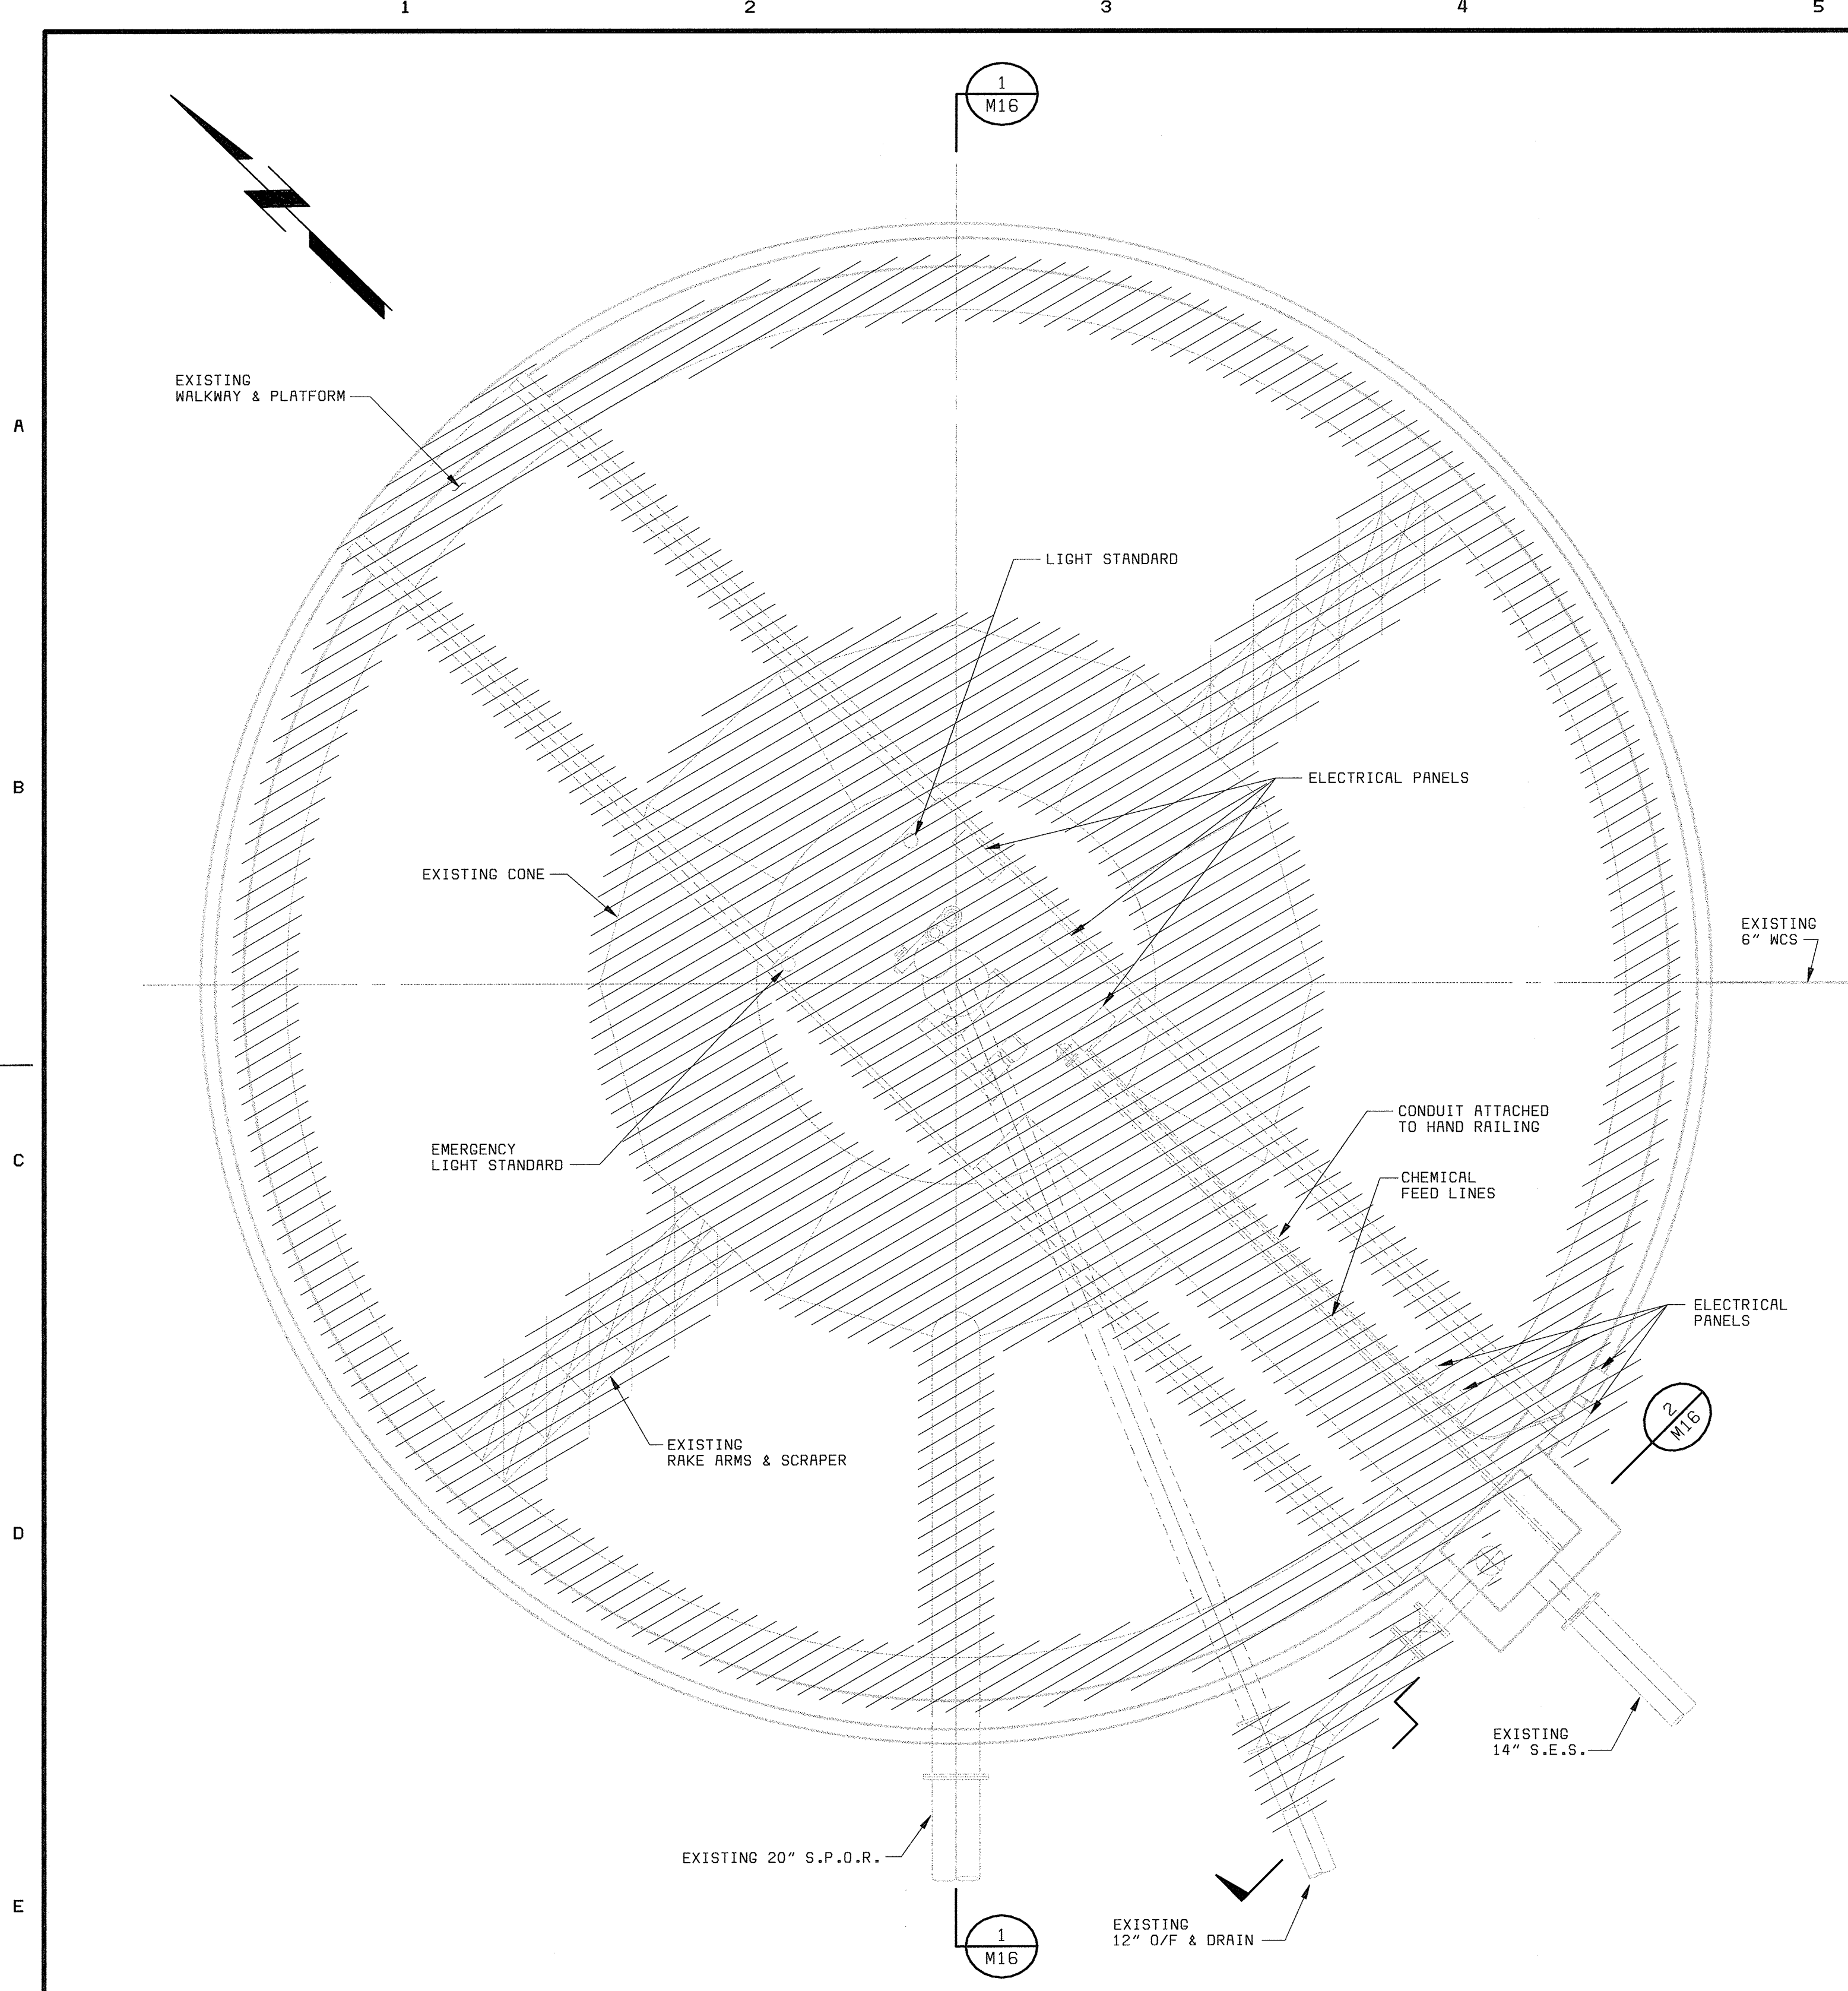 1
2
3
4
5
1
M16
EXISTING
WALKWAY & PLATFORM
A
LIGHT STANDARD
B
ELECTRICAL PANELS
EXISTING CONE
EXISTING
6" WCS
EMERGENCY
LIGHT STANDARD
C
CONDUIT ATTACHED
TO HAND RAILING
CHEMICAL
FEED LINES
ELECTRICAL
PANELS
2
M16
EXISTING
RAKE ARMS & SCRAPER
D
EXISTING
14" S.E.S.
EXISTING 20" S.P.O.R.
E
EXISTING
12" O/F & DRAIN
1
M16